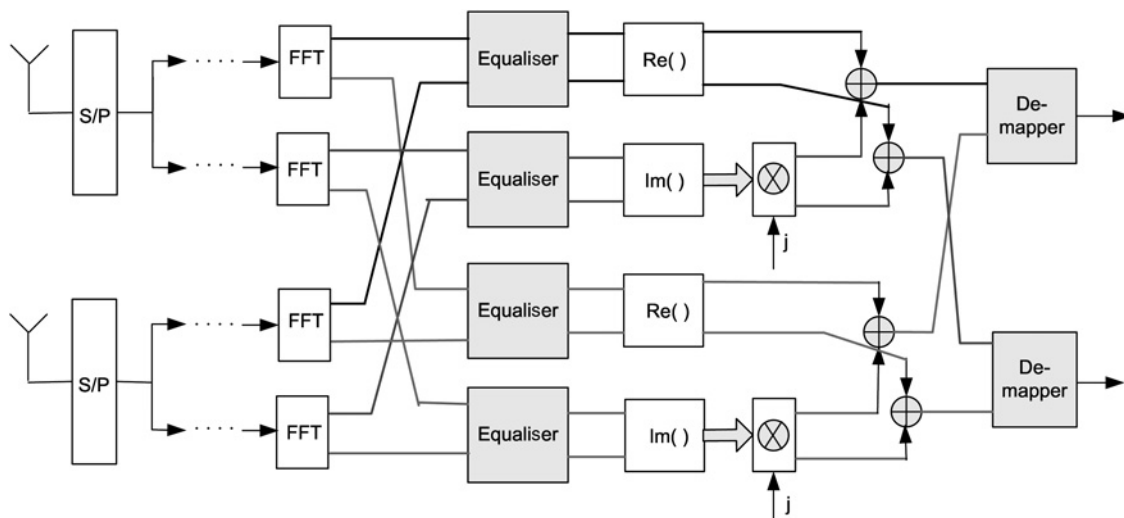 S/P
FFT
Equaliser
Re( )
De-
mapper
FFT
Equaliser
Im( )
j
S/P
FFT
Equaliser
Re( )
De-
mapper
FFT
Equaliser
Im( )
j